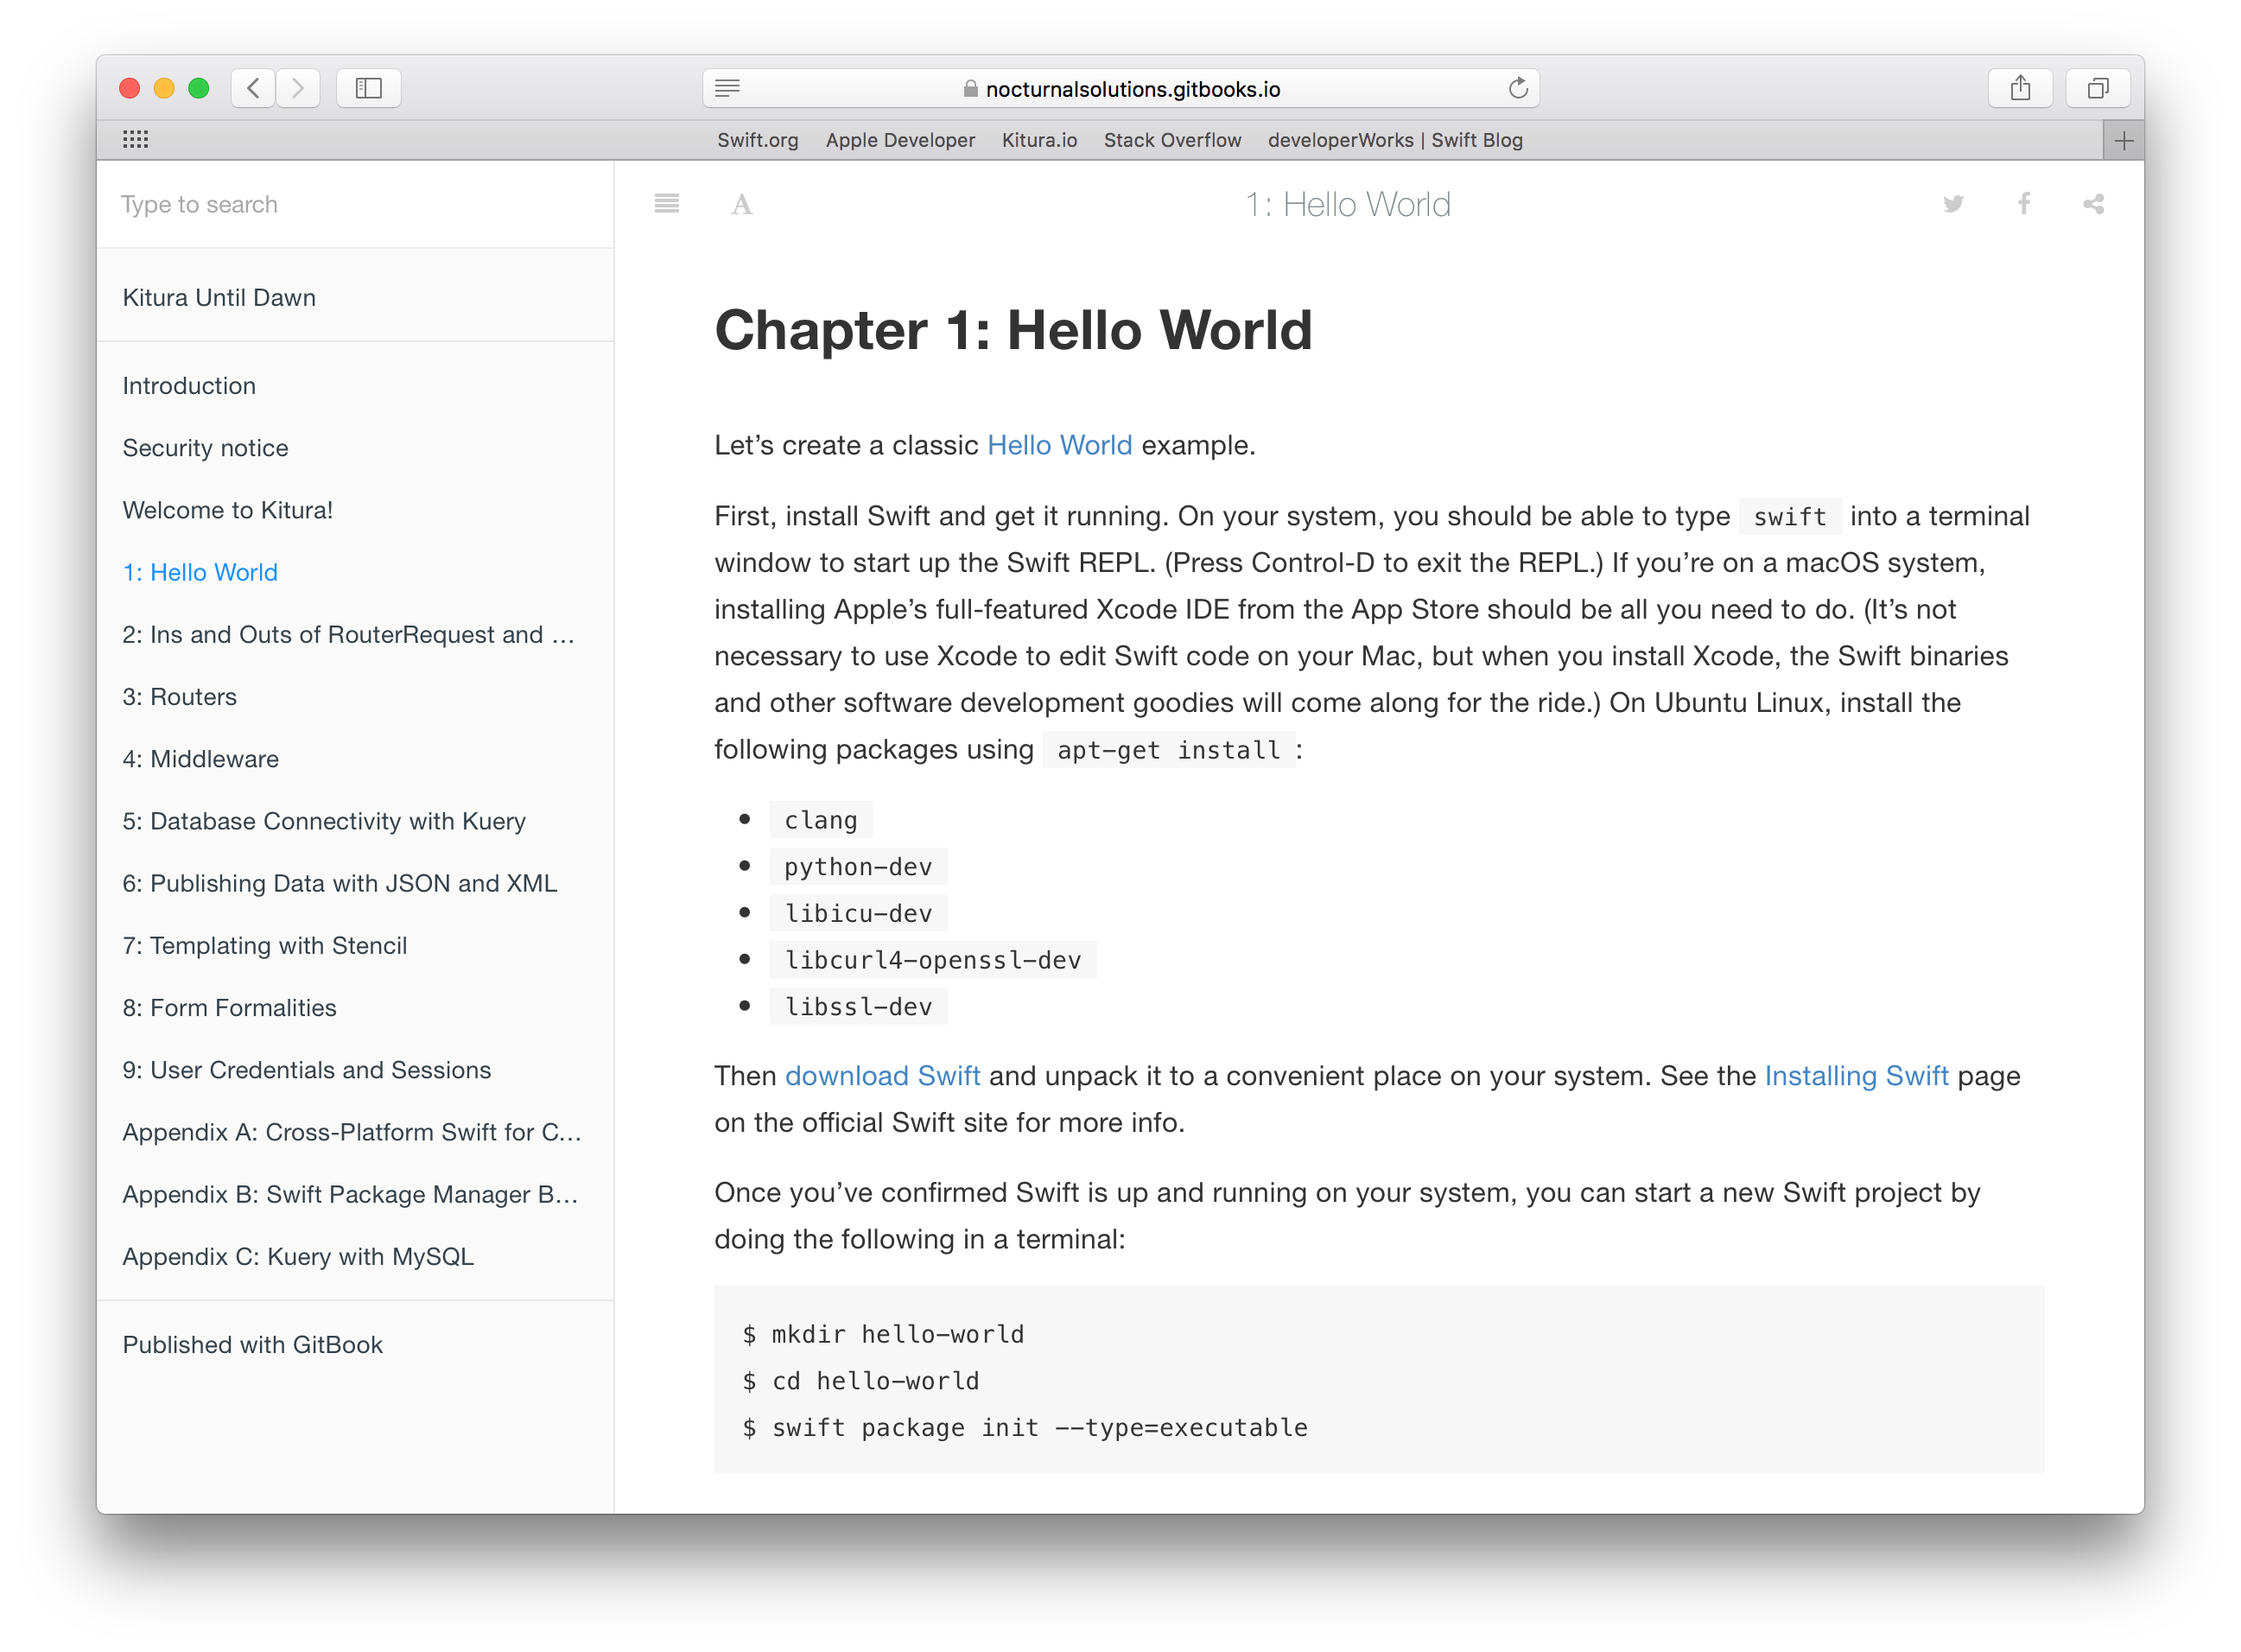 nocturnalsolutions.gitbooks.io
Swift.org Apple Developer Kitura.io Stack Overflow developerWorks | Swift Blog
Type to search
Kitura Until Dawn
Introduction
Security notice
Welcome to Kitura!
1: Hello World
2: Ins and Outs of RouterRequest and …
3: Routers
4: Middleware
5: Database Connectivity with Kuery
6: Publishing Data with JSON and XML
7: Templating with Stencil
8: Form Formalities
9: User Credentials and Sessions
Appendix A: Cross-Platform Swift for C…
Appendix B: Swift Package Manager B…
Appendix C: Kuery with MySQL
Published with GitBook
A
1: Hello World
Chapter 1: Hello World
Let’s create a classic Hello World example.
First, install Swift and get it running. On your system, you should be able to type swift into a terminal
window to start up the Swift REPL. (Press Control-D to exit the REPL.) If you’re on a macOS system,
installing Apple’s full-featured Xcode IDE from the App Store should be all you need to do. (It’s not
necessary to use Xcode to edit Swift code on your Mac, but when you install Xcode, the Swift binaries
and other software development goodies will come along for the ride.) On Ubuntu Linux, install the
following packages using apt-get install :
• clang
• python-dev
• libicu-dev
• libcurl4-openssl-dev
• libssl-dev
Then download Swift and unpack it to a convenient place on your system. See the Installing Swift page
on the official Swift site for more info.
Once you’ve confirmed Swift is up and running on your system, you can start a new Swift project by
doing the following in a terminal:
$ mkdir hello-world
$ cd hello-world
$ swift package init --type=executable